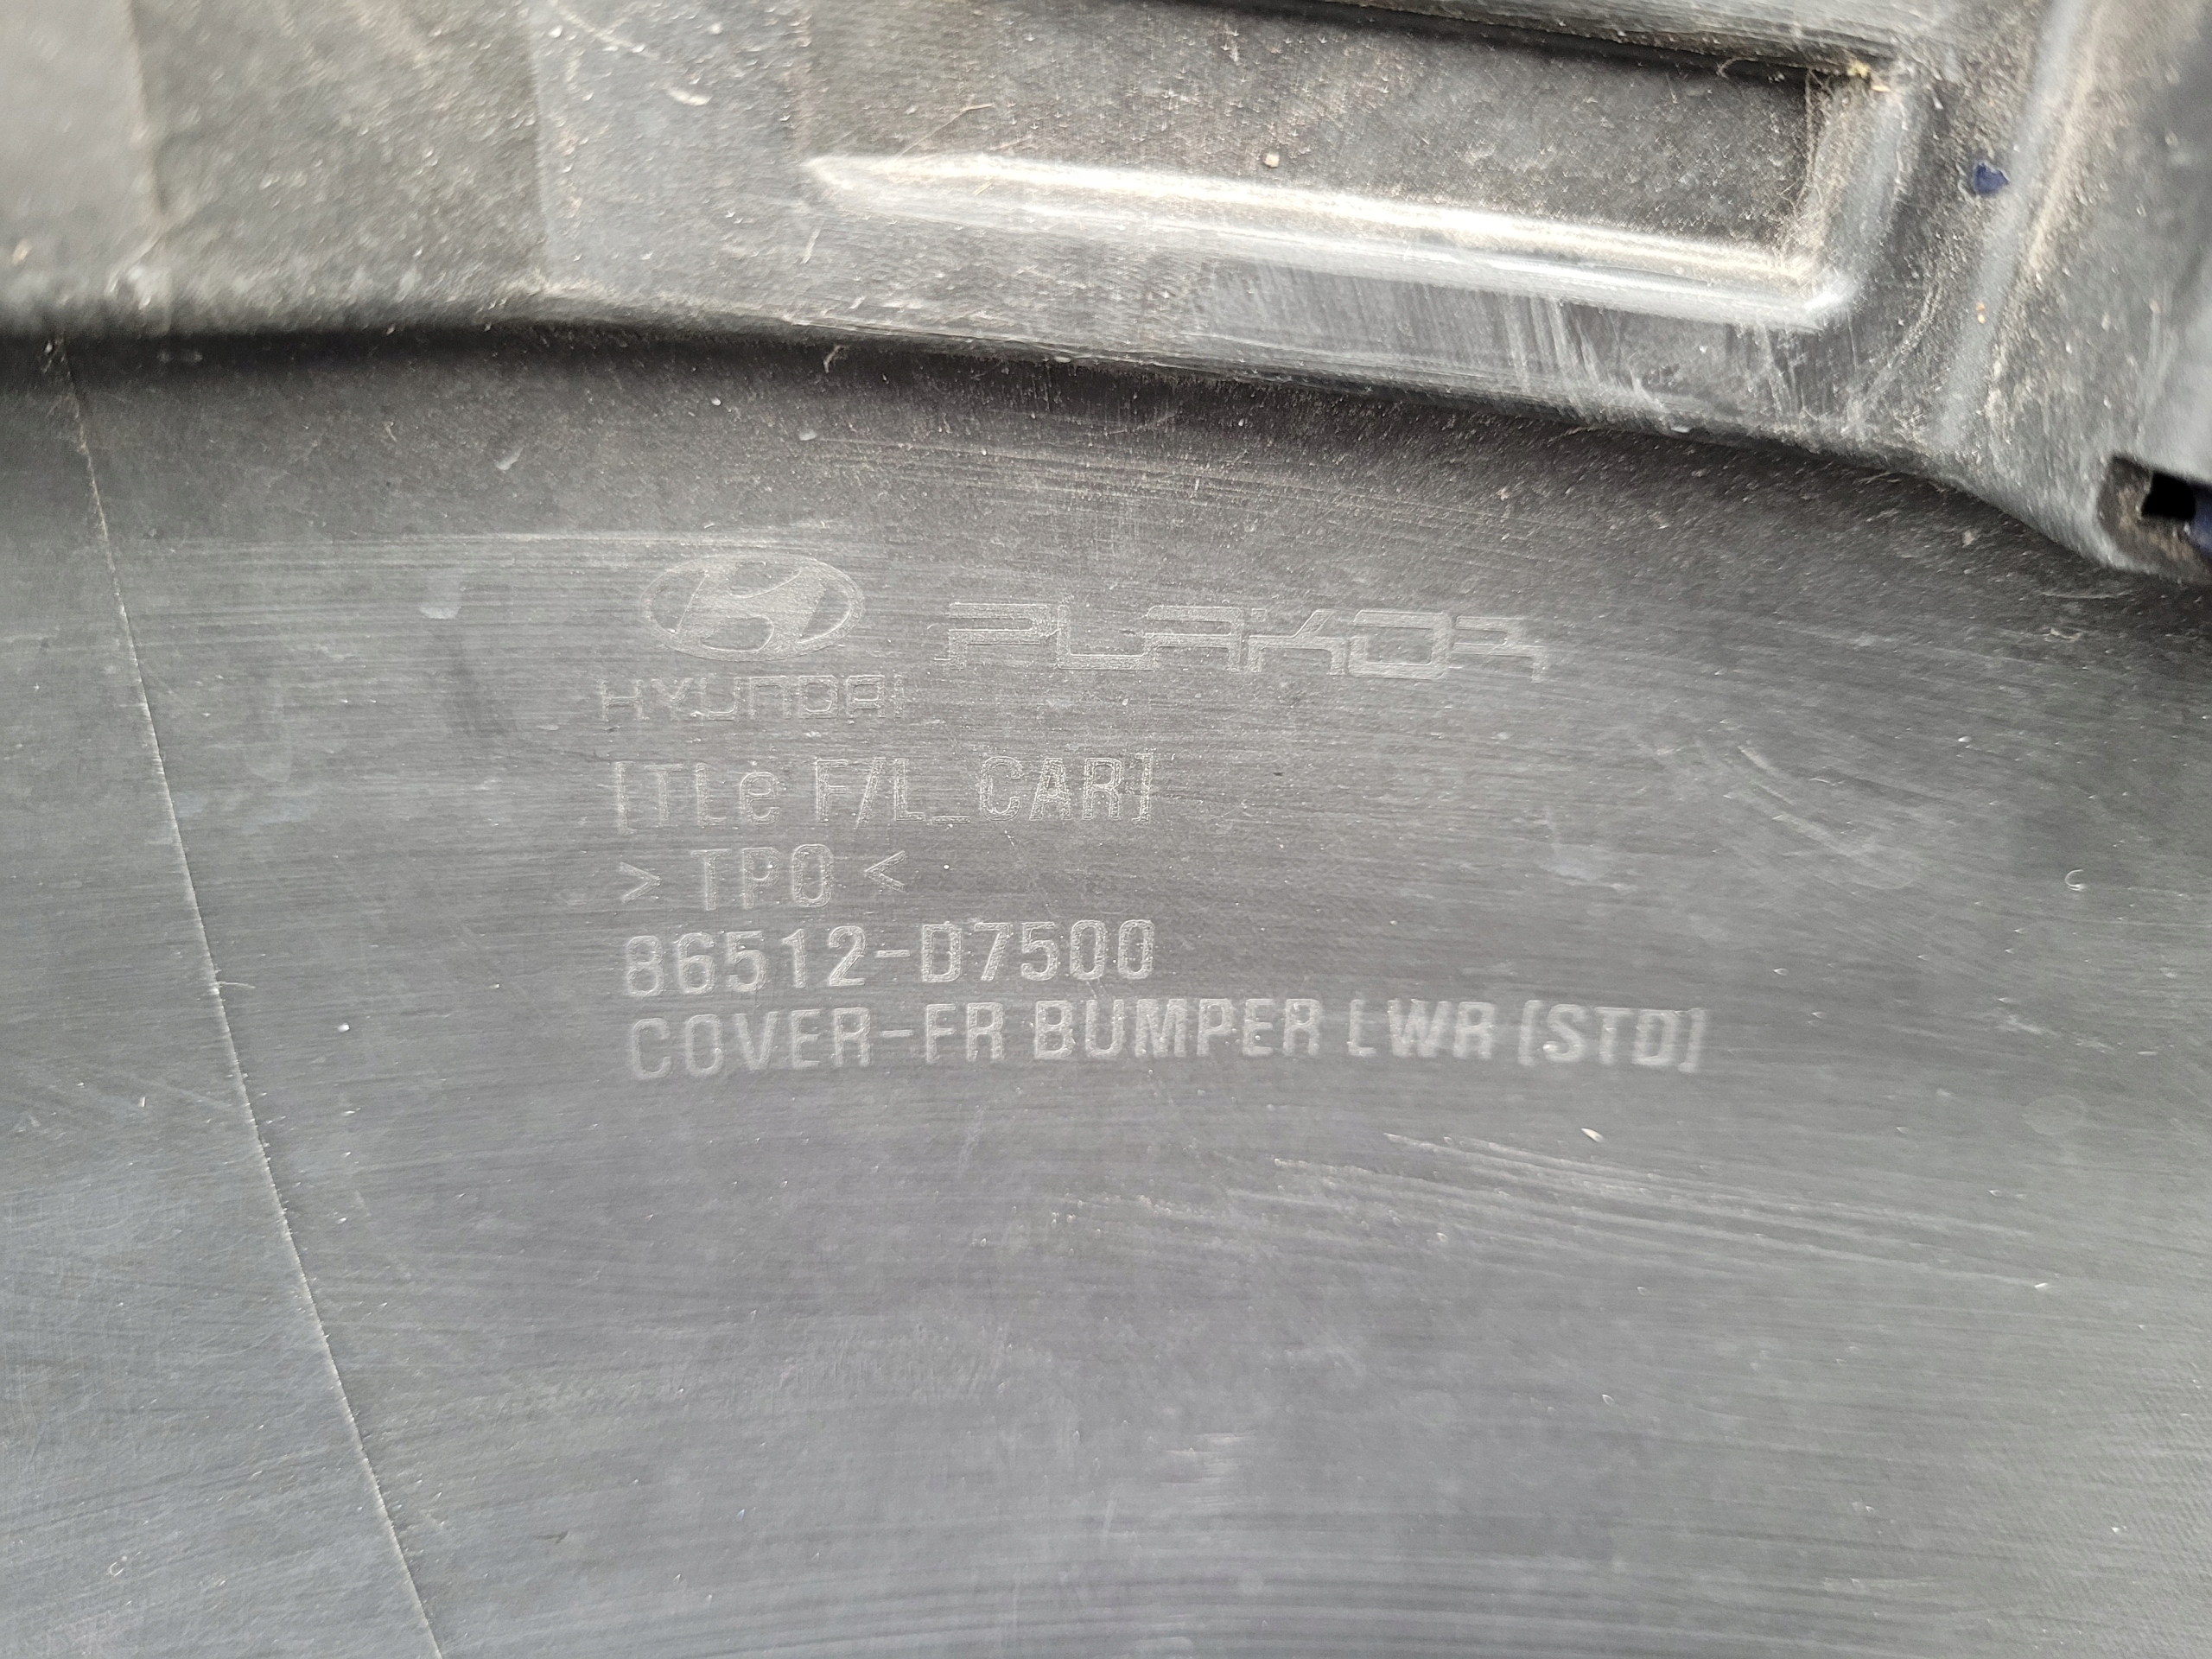 HYUNDAI PLAKOR
[TLe F/L_CAR]
> TPO <
86512-D7500
COVER-FR BUMPER LWR [STD]